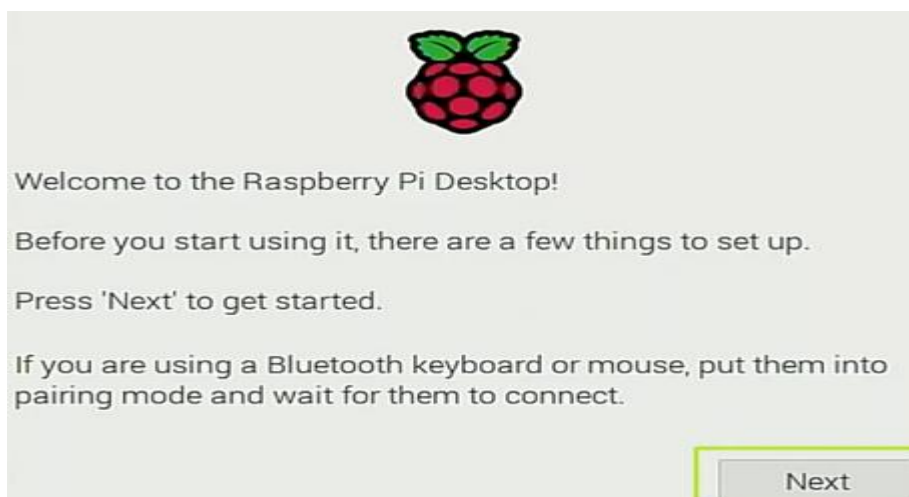 Welcome to the Raspberry Pi Desktop!
Before you start using it, there are a few things to set up.
Press 'Next' to get started.
If you are using a Bluetooth keyboard or mouse, put them into
pairing mode and wait for them to connect.
Next